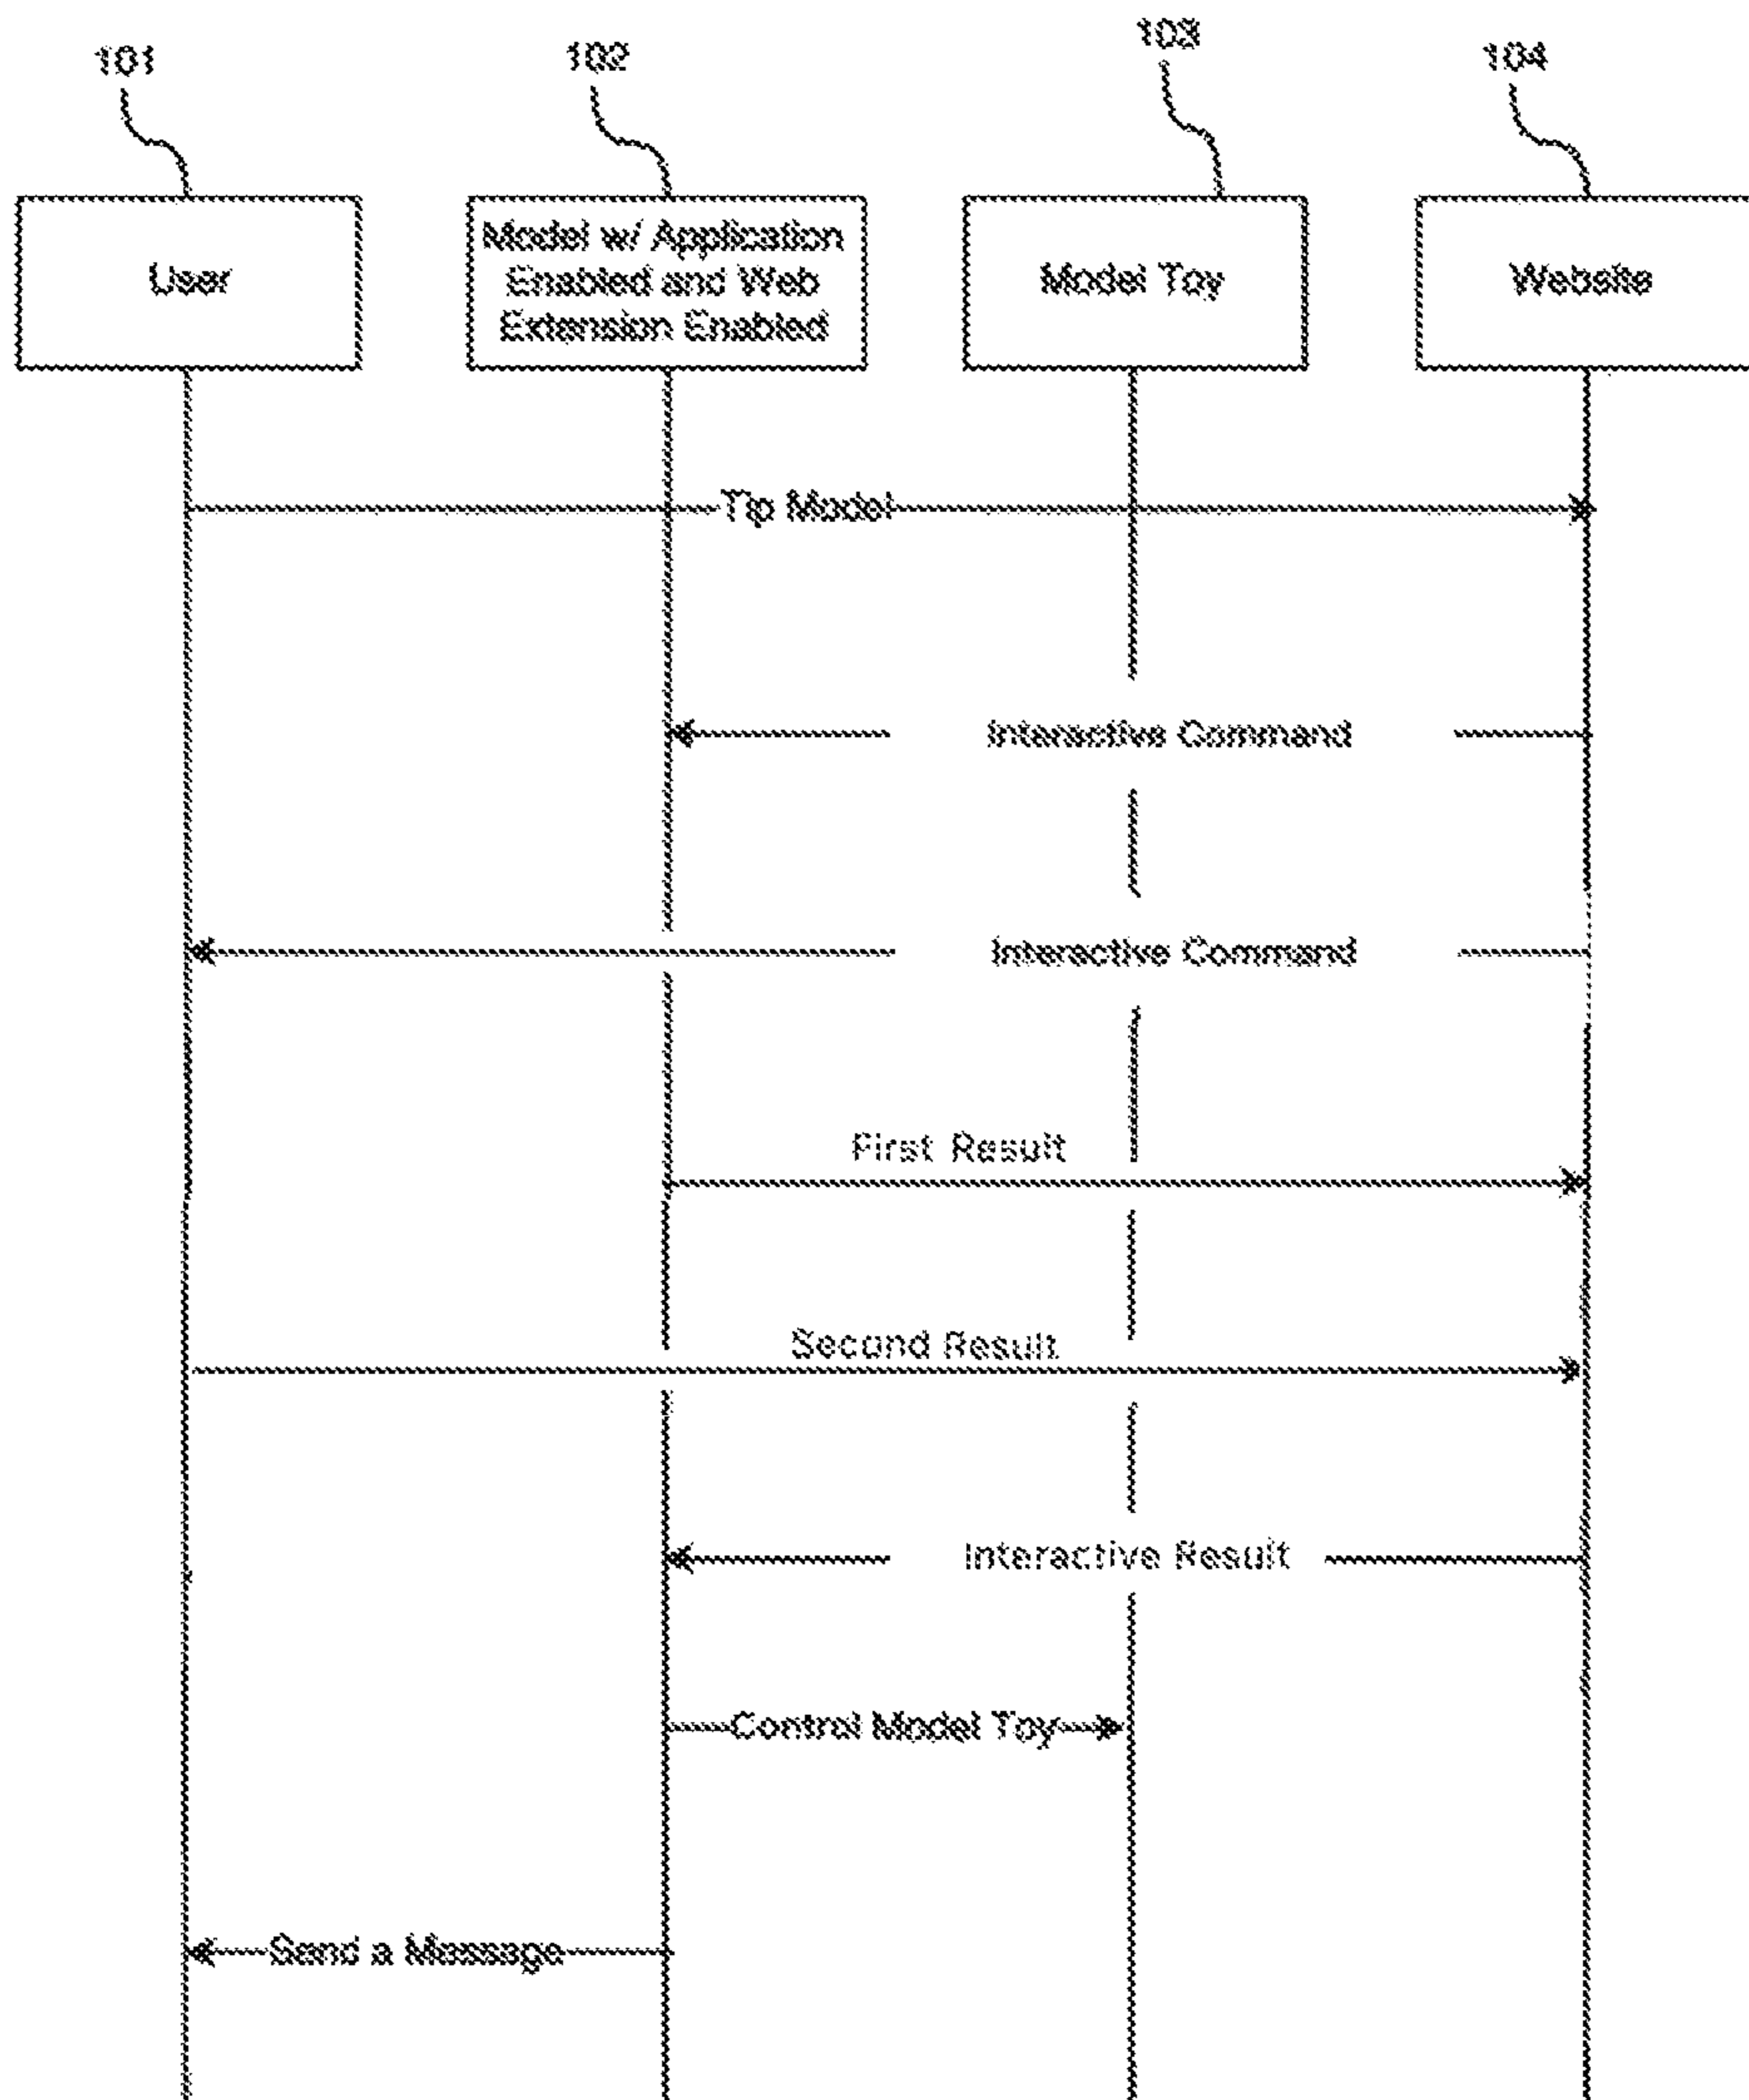 101
102
103
104
User
Model w/ Application
Enabled and Web
Extension Enabled
Model Toy
Website
Tip Model
Interactive Command
Interactive Command
First Result
Second Result
Interactive Result
Control Model Toy
Send a Message